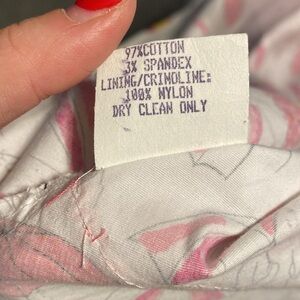 97%COTTON
3% SPANDEX
LINING/CRINOLINE:
100% NYLON
DRY CLEAN ONLY